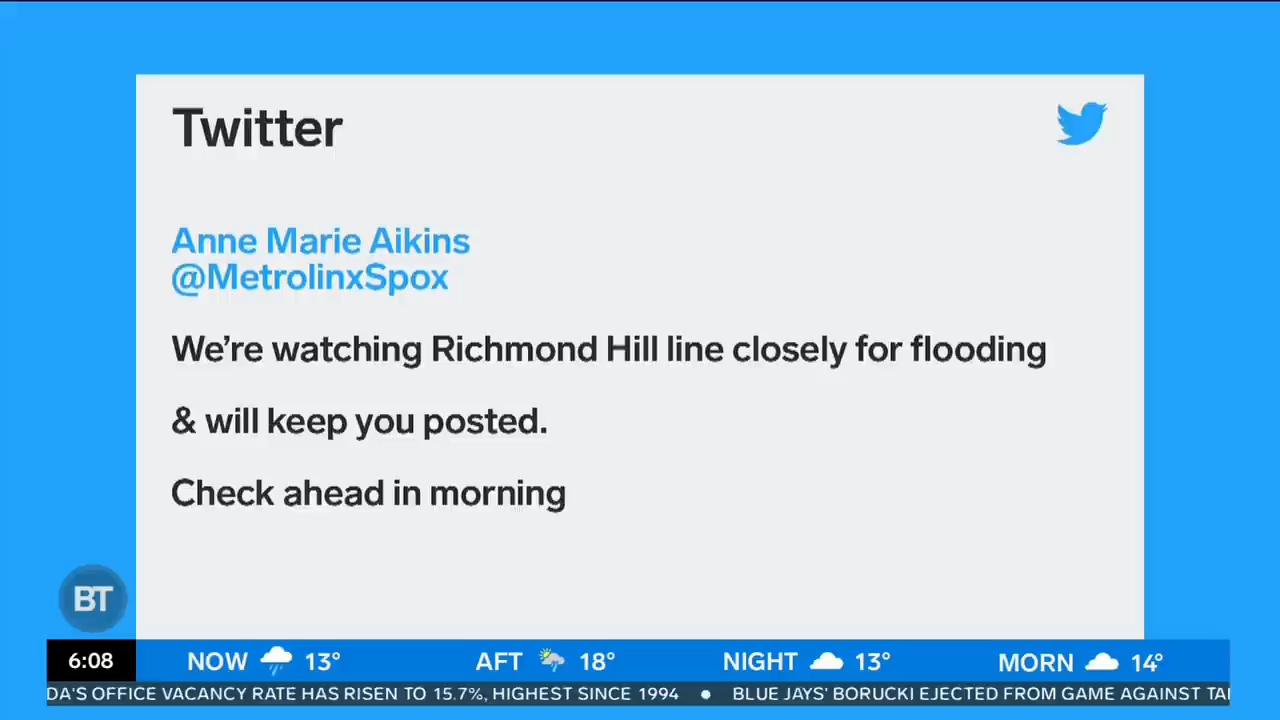 Twitter
Anne Marie Aikins
@MetrolinxSpox
We're watching Richmond Hill line closely for flooding
& will keep you posted.
Check ahead in morning
BT
6:08 NOW 13° AFT 18° NIGHT 13° MORN 14°
DA'S OFFICE VACANCY RATE HAS RISEN TO 15.7%, HIGHEST SINCE 1994 ● BLUE JAYS' BORUCKI EJECTED FROM GAME AGAINST